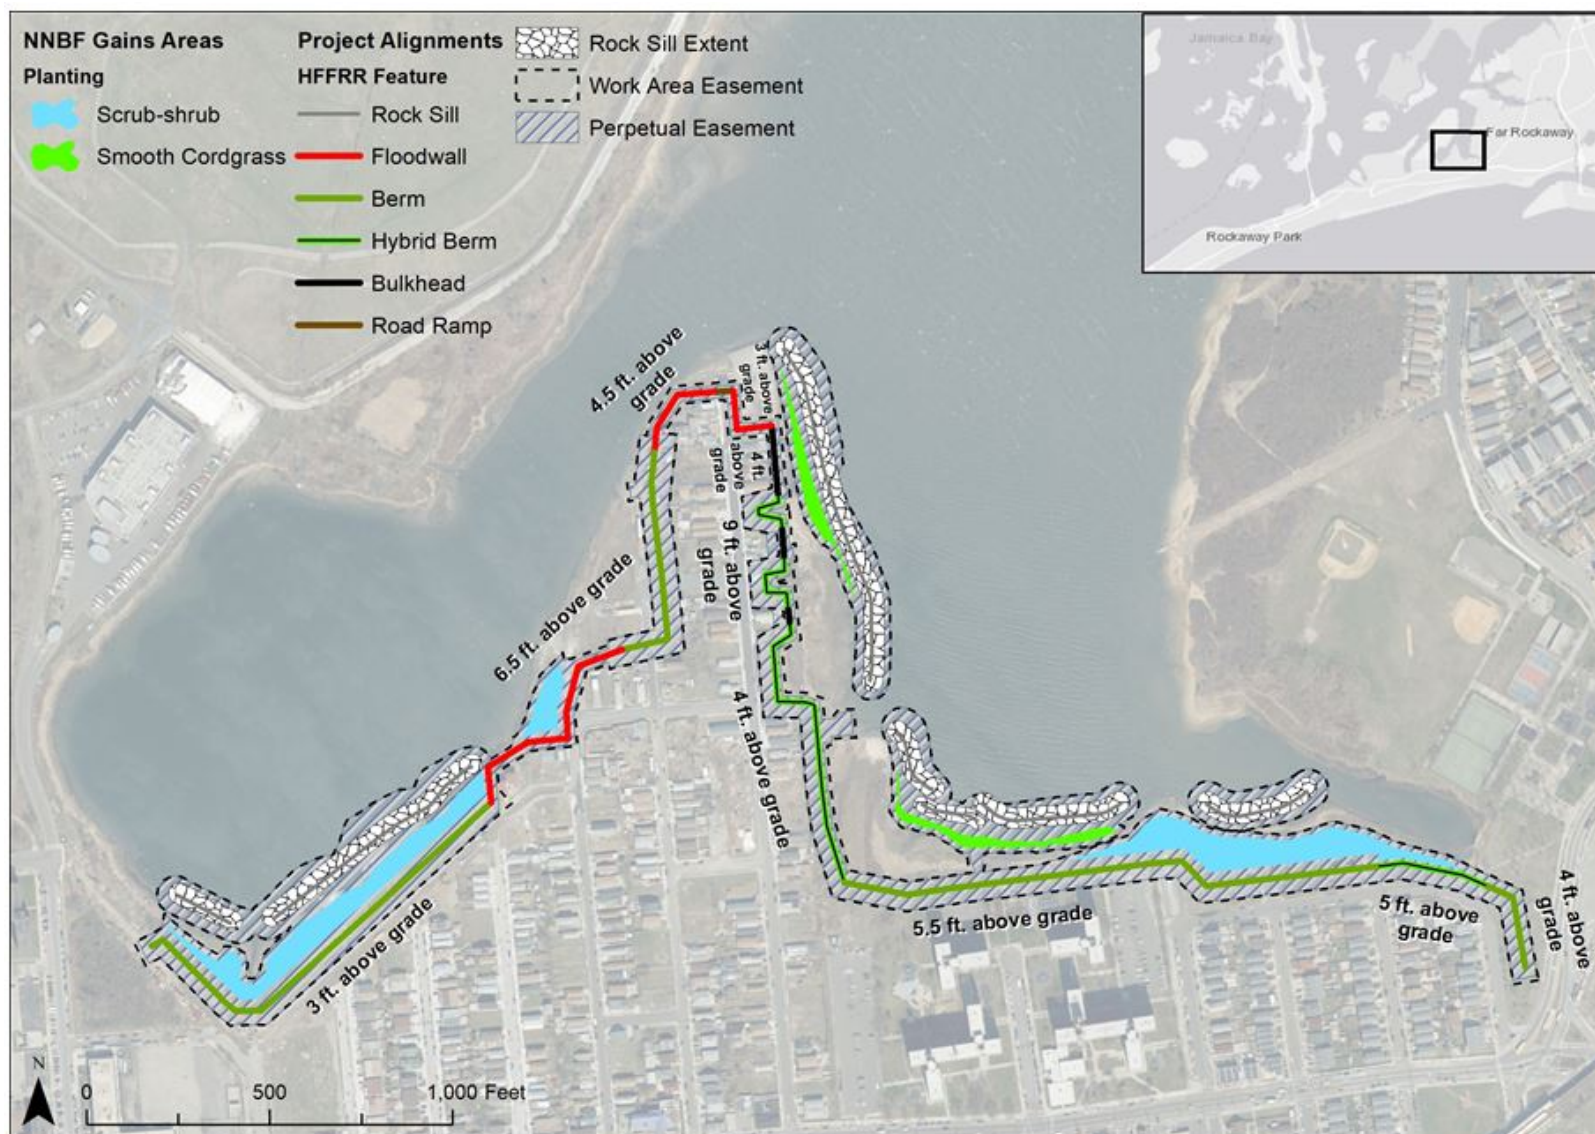 NNBF Gains Areas
Planting
Scrub-shrub
Smooth Cordgrass
Project Alignments
HFFRR Feature
Rock Sill
Floodwall
Berm
Hybrid Berm
Bulkhead
Road Ramp
Rock Sill Extent
Work Area Easement
Perpetual Easement
Jamaica Bay
Far Rockaway
Rockaway Park
4.5 ft. above
grade
3 ft. above
grade
4 ft.
above
grade
9 ft. above
grade
6.5 ft. above grade
4 ft. above grade
3 ft. above grade
5.5 ft. above grade
5 ft. above
grade
4 ft. above
grade
N
0 500 1,000 Feet